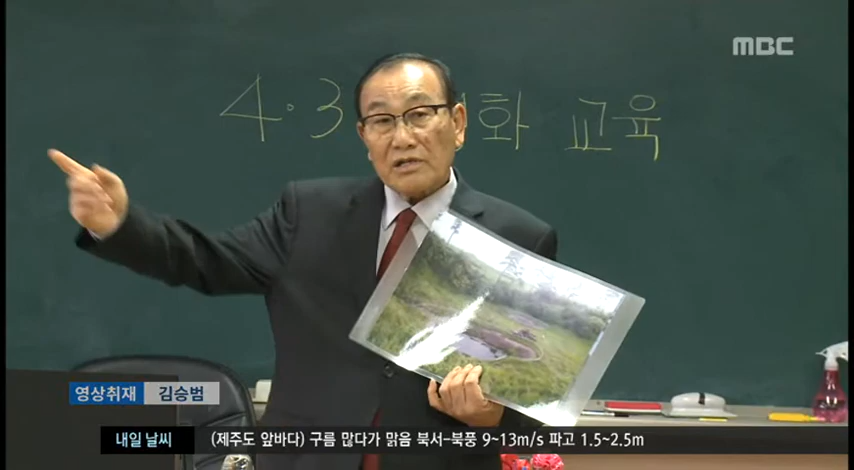 MBC
4·3 화 교육
영상취재 김승범
내일 날씨 (제주도 앞바다) 구름 많다가 맑음 북서~북풍 9~13m/s 파고 1.5~2.5m